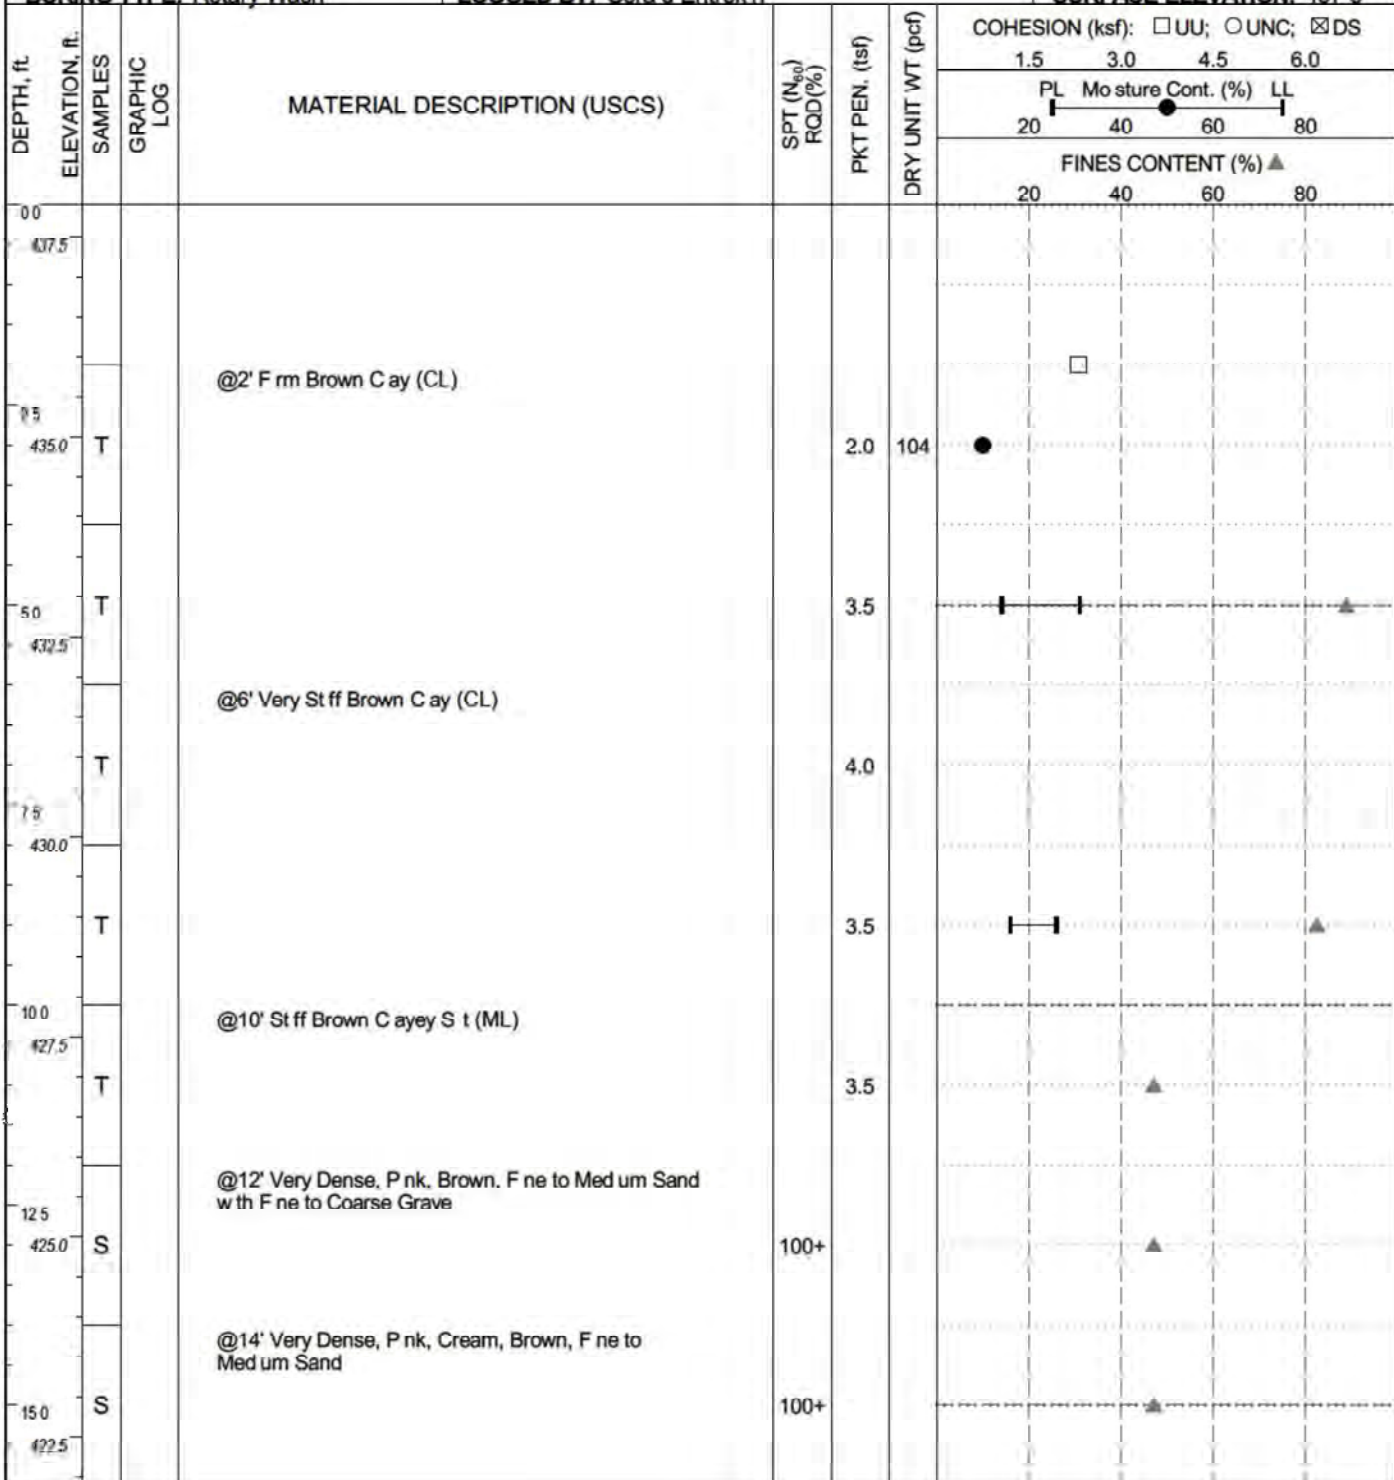 COHESION (ksf): □ UU; ○ UNC; ☒ DS
1.5 3.0 4.5 6.0
DEPTH, ft.
ELEVATION, ft.
SAMPLES
GRAPHIC LOG
MATERIAL DESCRIPTION (USCS)
SPT (N60) RQD(%)
PKT PEN. (tsf)
DRY UNIT WT (pcf)
PL Mo sture Cont. (%) LL
20 40 60 80
FINES CONTENT (%) ▲
20 40 60 80
0 0
437.5
@2' F rm Brown C ay (CL)
2 5
435.0 T 2.0 104
5 0 T 3.5
432.5
@6' Very St ff Brown C ay (CL)
T 4.0
7 5
430.0
T 3.5
10 0
@10' St ff Brown C ayey S t (ML)
427.5
T 3.5
@12' Very Dense, P nk, Brown, F ne to Med um Sand
w th F ne to Coarse Grave
12 5
425.0 S 100+
@14' Very Dense, P nk, Cream, Brown, F ne to
Med um Sand
15 0 S 100+
422.5